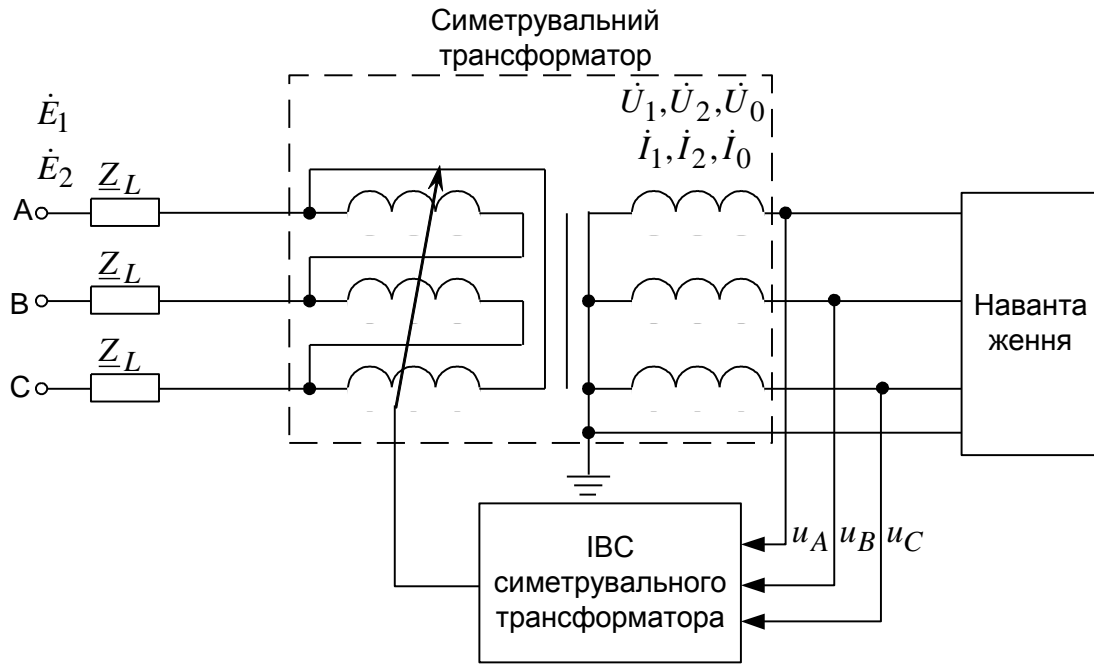 Симетрувальний
трансформатор
Ė₁
Ė₂
U̇₁, U̇₂, U̇₀
İ₁, İ₂, İ₀
A
Z_L
B
Z_L
C
Z_L
Наванта
ження
u_A
u_B
u_C
ІВС
симетрувального
трансформатора